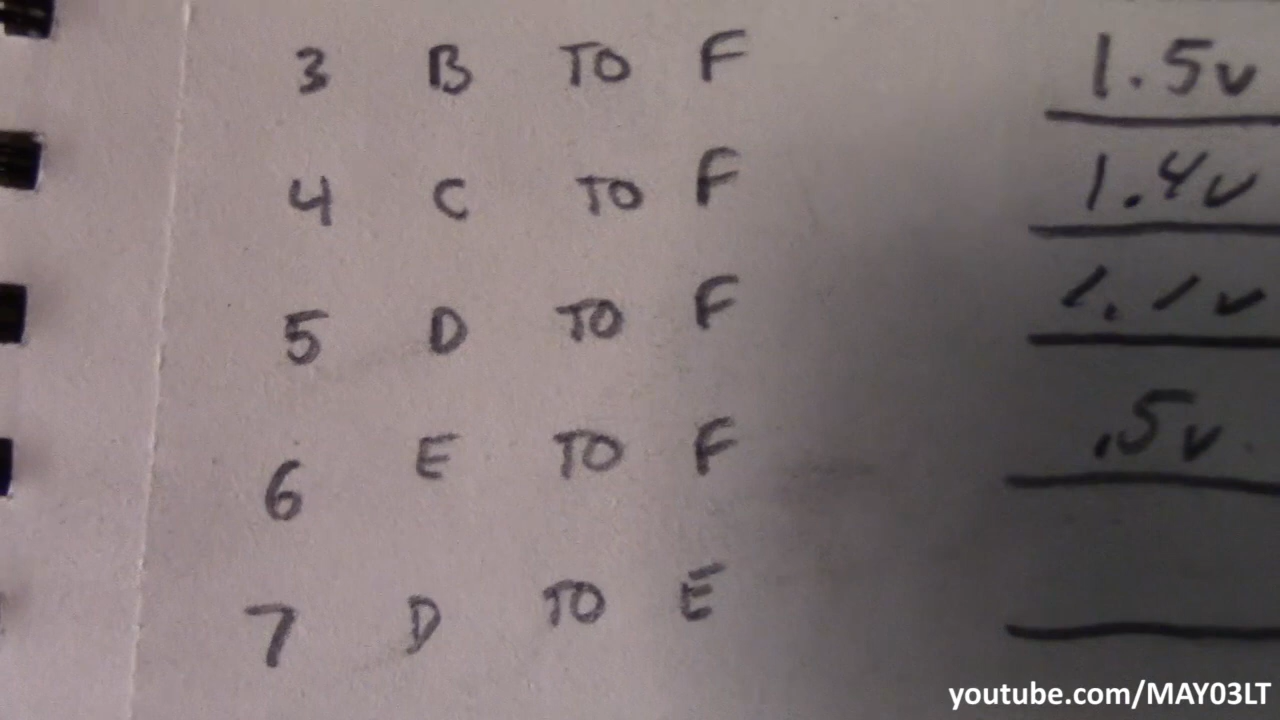 3 B TO F 1.5v
4 C TO F 1.4v
5 D TO F 1.1v
6 E TO F .5v
7 D TO E
youtube.com/MAY03LT